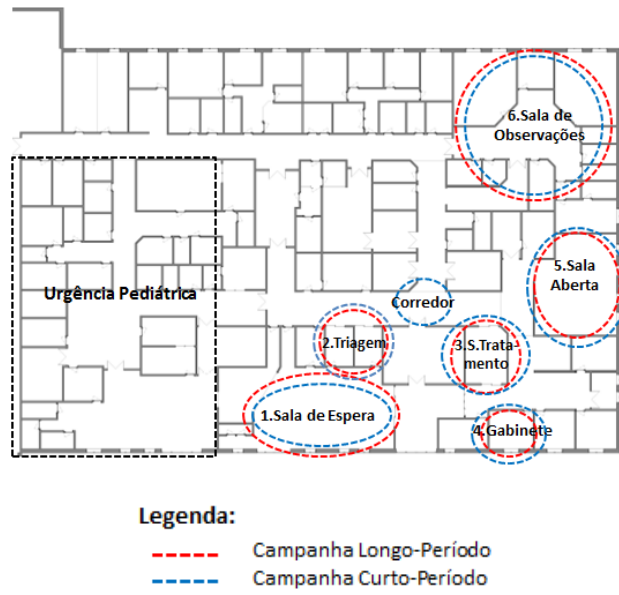 6.Sala de
Observações
5.Sala
Aberta
Urgência Pediátrica
Corredor
2.Triagem
3.S.Trata-
mento
1.Sala de Espera
4.Gabinete
Legenda:
Campanha Longo-Período
Campanha Curto-Período